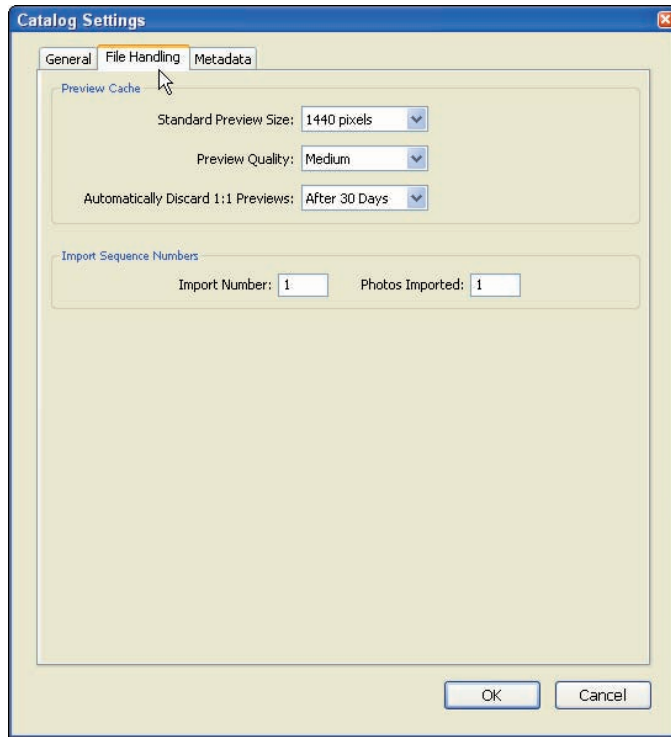 Catalog Settings
General File Handling Metadata
Preview Cache
Standard Preview Size: 1440 pixels
Preview Quality: Medium
Automatically Discard 1:1 Previews: After 30 Days
Import Sequence Numbers
Import Number: 1 Photos Imported: 1
OK Cancel